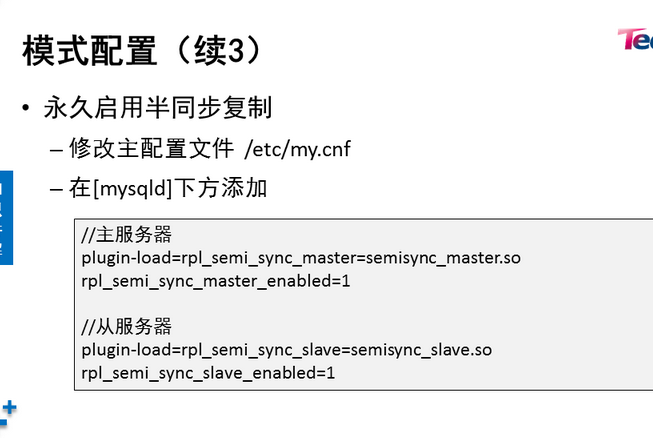 模式配置（续3）
• 永久启用半同步复制
– 修改主配置文件 /etc/my.cnf
– 在[mysqld]下方添加
//主服务器
plugin-load=rpl_semi_sync_master=semisync_master.so
rpl_semi_sync_master_enabled=1
//从服务器
plugin-load=rpl_semi_sync_slave=semisync_slave.so
rpl_semi_sync_slave_enabled=1